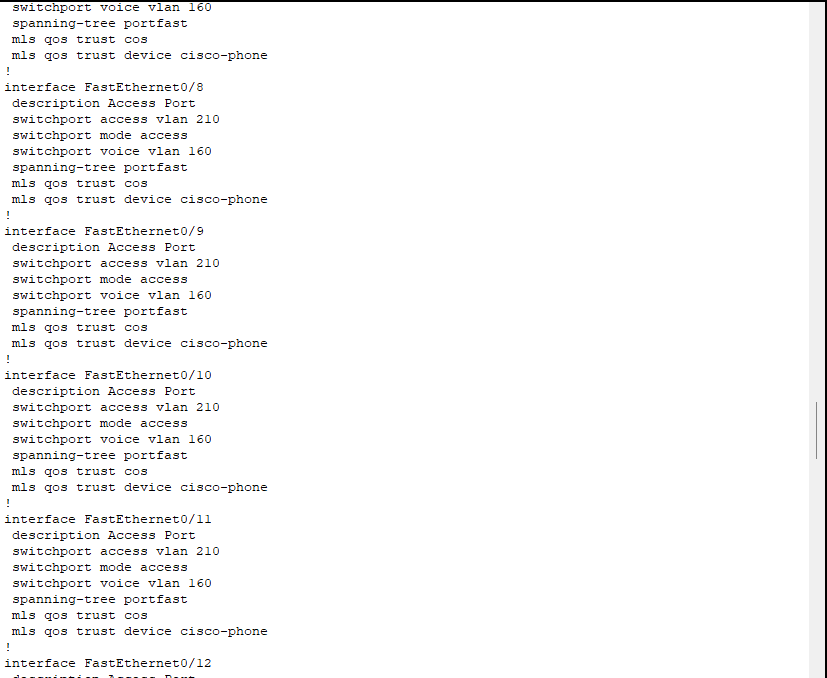 switchport voice vlan 160
spanning-tree portfast
mls qos trust cos
mls qos trust device cisco-phone
!
interface FastEthernet0/8
description Access Port
switchport access vlan 210
switchport mode access
switchport voice vlan 160
spanning-tree portfast
mls qos trust cos
mls qos trust device cisco-phone
!
interface FastEthernet0/9
description Access Port
switchport access vlan 210
switchport mode access
switchport voice vlan 160
spanning-tree portfast
mls qos trust cos
mls qos trust device cisco-phone
!
interface FastEthernet0/10
description Access Port
switchport access vlan 210
switchport mode access
switchport voice vlan 160
spanning-tree portfast
mls qos trust cos
mls qos trust device cisco-phone
!
interface FastEthernet0/11
description Access Port
switchport access vlan 210
switchport mode access
switchport voice vlan 160
spanning-tree portfast
mls qos trust cos
mls qos trust device cisco-phone
!
interface FastEthernet0/12
description Access Port